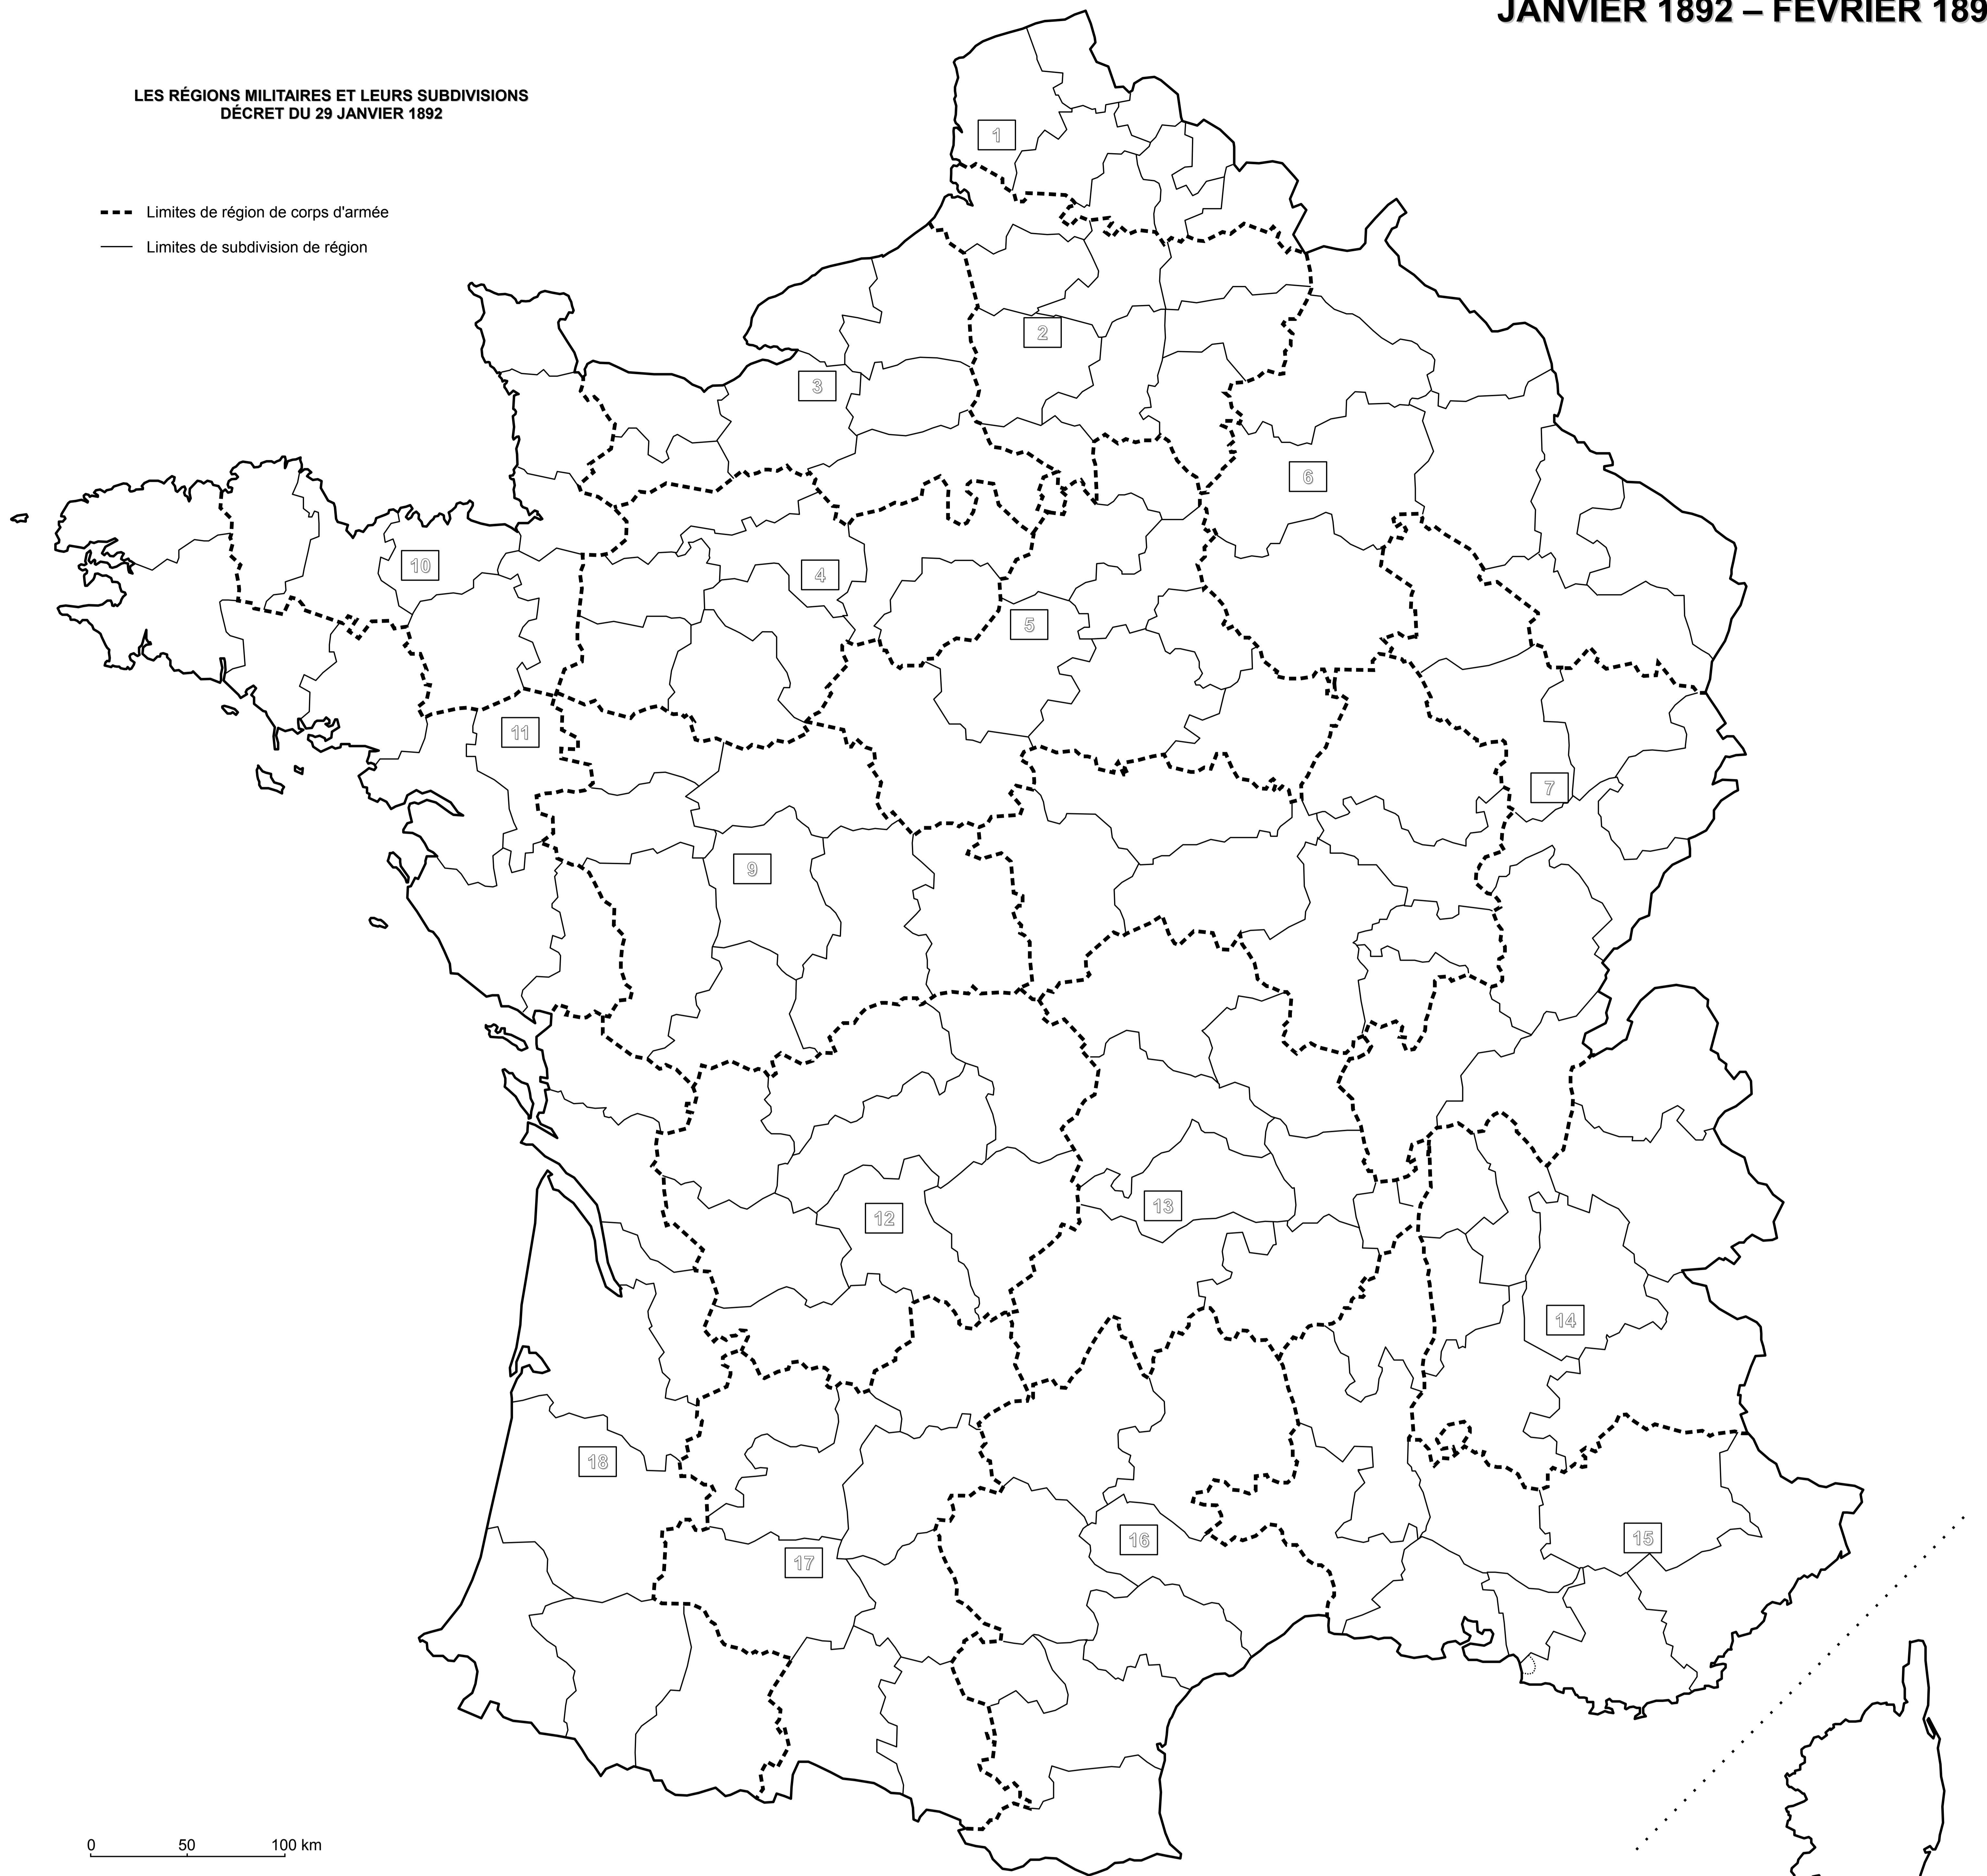 JANVIER 1892 – FÉVRIER 189
LES RÉGIONS MILITAIRES ET LEURS SUBDIVISIONS
DÉCRET DU 29 JANVIER 1892
Limites de région de corps d'armée
Limites de subdivision de région
1
2
3
6
10
4
5
11
7
9
13
12
14
18
16
15
17
0 50 100 km